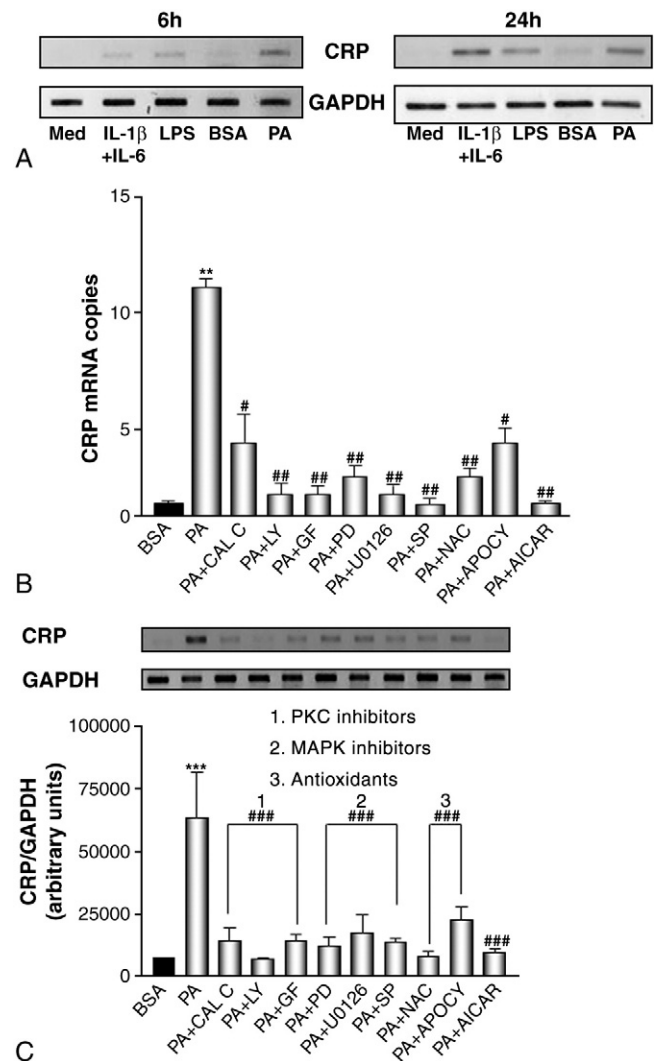 6h
24h
CRP
GAPDH
Med IL-1β +IL-6 LPS BSA PA
Med IL-1β +IL-6 LPS BSA PA
A
CRP mRNA copies
15
10
5
0
**
#
##
##
##
##
##
##
#
##
BSA
PA
PA+CAL C
PA+LY
PA+GF
PA+PD
PA+U0126
PA+SP
PA+NAC
PA+APOCY
PA+AICAR
B
CRP
GAPDH
1. PKC inhibitors
2. MAPK inhibitors
3. Antioxidants
CRP/GAPDH
(arbitrary units)
100000
75000
50000
25000
0
***
1
###
2
###
3
###
###
BSA
PA
PA+CAL C
PA+LY
PA+GF
PA+PD
PA+U0126
PA+SP
PA+NAC
PA+APOCY
PA+AICAR
C